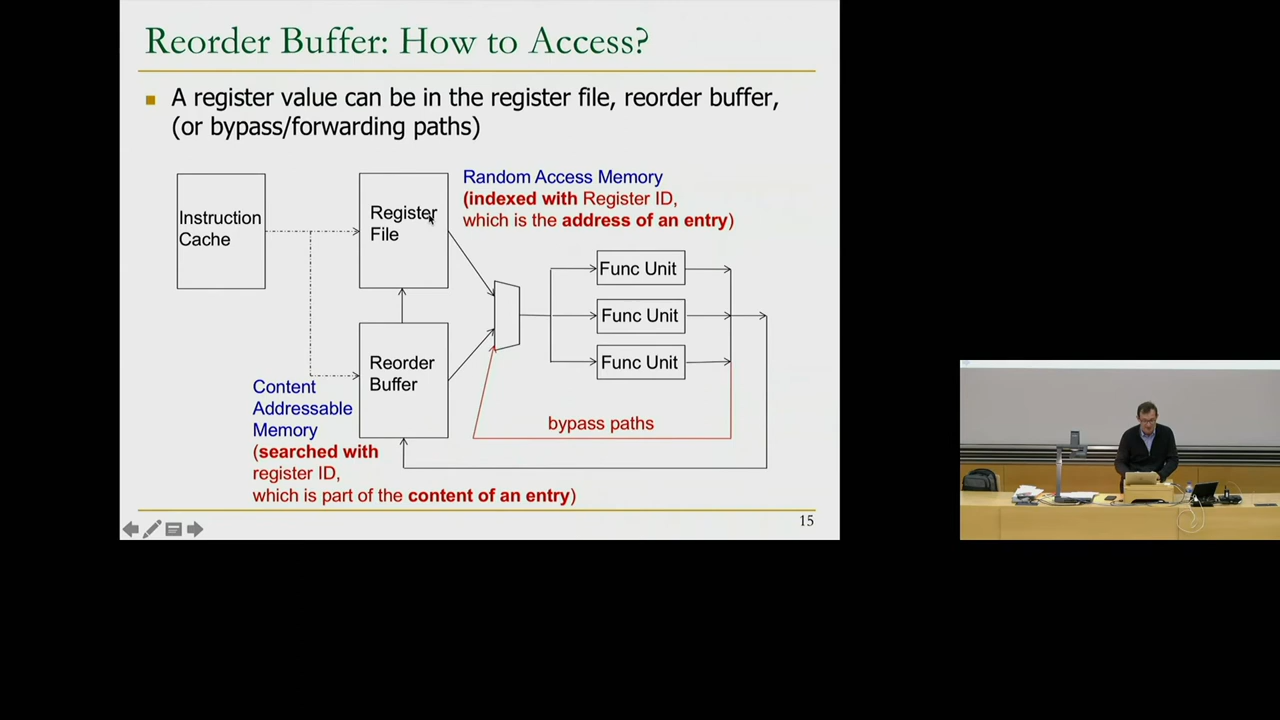 Reorder Buffer: How to Access?
A register value can be in the register file, reorder buffer,
(or bypass/forwarding paths)
Instruction
Cache
Register
File
Random Access Memory
(indexed with Register ID,
which is the address of an entry)
Func Unit
Func Unit
Func Unit
Reorder
Buffer
Content
Addressable
Memory
(searched with
register ID,
which is part of the content of an entry)
bypass paths
15